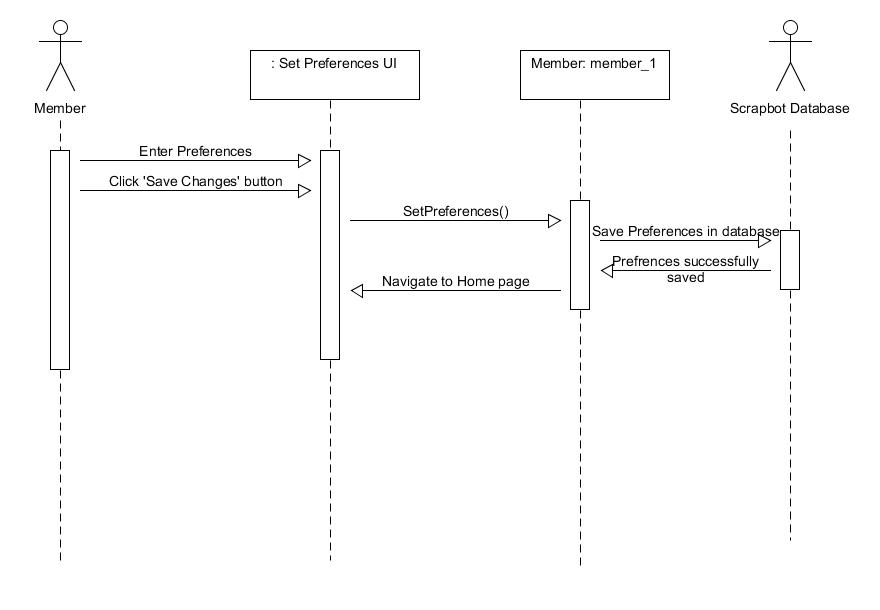 : Set Preferences UI
Member: member_1
Member
Scrapbot Database
Enter Preferences
Click 'Save Changes' button
SetPreferences()
Save Preferences in database
Prefrences successfully
saved
Navigate to Home page